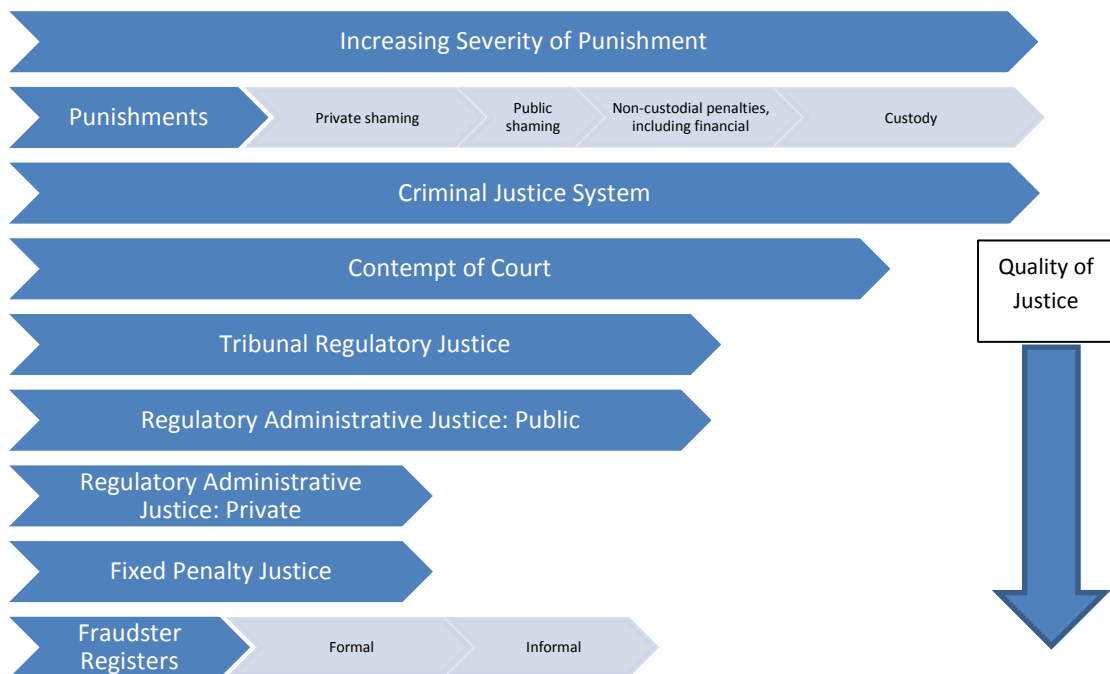 Increasing Severity of Punishment
Punishments
Private shaming
Public
shaming
Non-custodial penalties,
including financial
Custody
Criminal Justice System
Contempt of Court
Quality of
Justice
Tribunal Regulatory Justice
Regulatory Administrative Justice: Public
Regulatory Administrative
Justice: Private
Fixed Penalty Justice
Fraudster
Registers
Formal
Informal